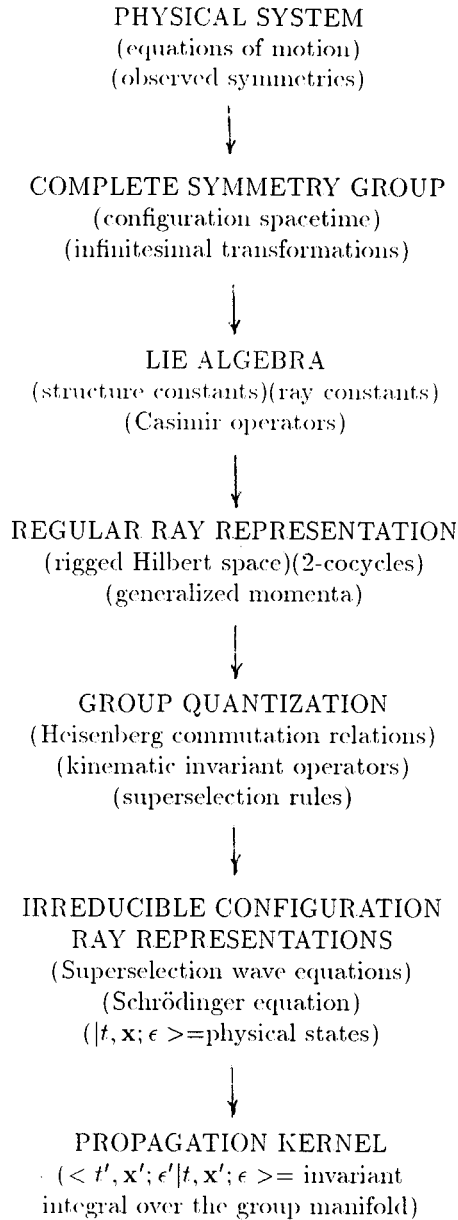 PHYSICAL SYSTEM
(equations of motion)
(observed symmetries)
COMPLETE SYMMETRY GROUP
(configuration spacetime)
(infinitesimal transformations)
LIE ALGEBRA
(structure constants)(ray constants)
(Casimir operators)
REGULAR RAY REPRESENTATION
(rigged Hilbert space)(2-cocycles)
(generalized momenta)
GROUP QUANTIZATION
(Heisenberg commutation relations)
(kinematic invariant operators)
(superselection rules)
IRREDUCIBLE CONFIGURATION
RAY REPRESENTATIONS
(Superselection wave equations)
(Schrödinger equation)
(|t, x; ϵ >=physical states)
PROPAGATION KERNEL
(< t′, x′; ϵ′|t, x′; ϵ >= invariant
integral over the group manifold)